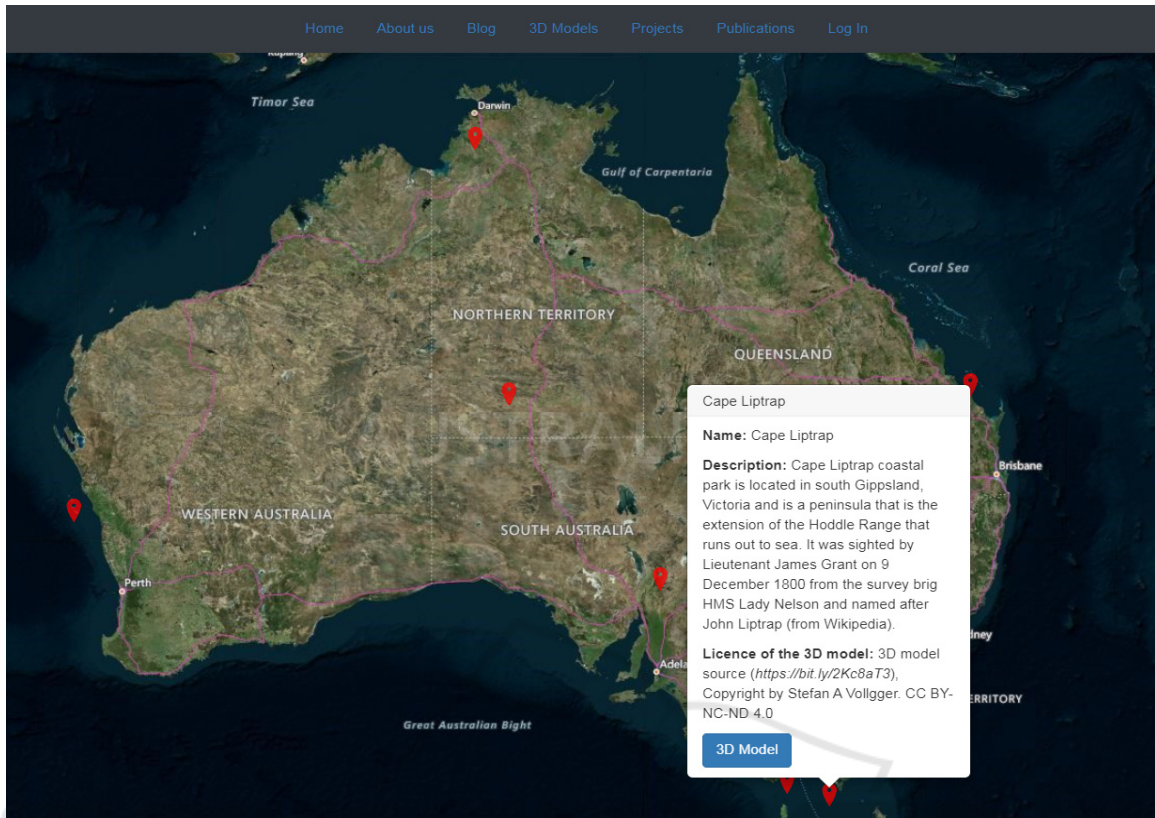 Home About us Blog 3D Models Projects Publications Log In
Kupang
Timor Sea
Darwin
Gulf of Carpentaria
Coral Sea
NORTHERN TERRITORY
QUEENSLAND
AUSTRAL
Cape Liptrap
Name: Cape Liptrap
Description: Cape Liptrap coastal
park is located in south Gippsland,
Victoria and is a peninsula that is the
extension of the Hoddle Range that
runs out to sea. It was sighted by
Lieutenant James Grant on 9
December 1800 from the survey brig
HMS Lady Nelson and named after
John Liptrap (from Wikipedia).
Licence of the 3D model: 3D model
source (https://bit.ly/2Kc8aT3),
Copyright by Stefan A Vollgger. CC BY-
NC-ND 4.0
3D Model
Brisbane
WESTERN AUSTRALIA
SOUTH AUSTRALIA
Perth
dney
Adela
ERRITORY
Great Australian Bight